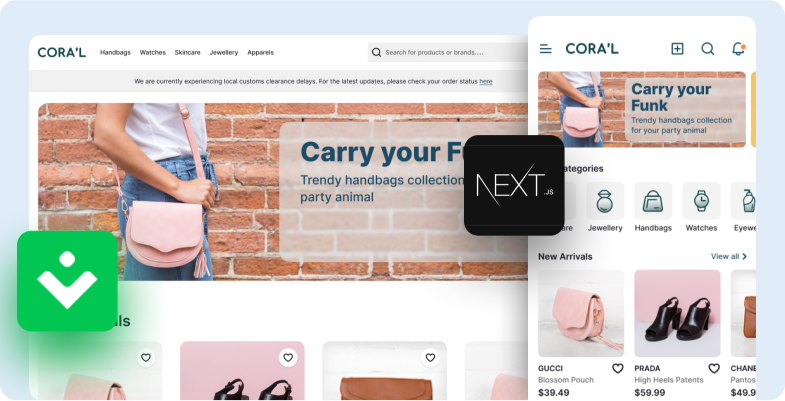 CORA'L
Handbags Watches Skincare Jewellery Apparels
Search for products or brands.....
We are currently experiencing local customs clearance delays. For the latest updates, please check your order status here
Carry your F
Trendy handbags collection
party animal
NEXT.JS
als
CORA'L
Carry your
Funk
Trendy handbags collection
for your party animal
ategories
are Jewellery Handbags Watches Eyewe
New Arrivals View all
GUCCI
Blossom Pouch
$39.49
PRADA
High Heels Patents
$59.99
CHANE
Pantos
$49.9